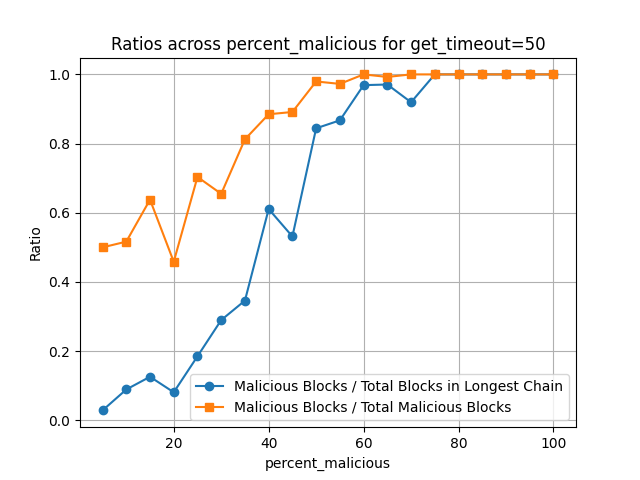 Ratios across percent_malicious for get_timeout=50
1.0
0.8
0.6
0.4
0.2
0.0
Ratio
Malicious Blocks / Total Blocks in Longest Chain
Malicious Blocks / Total Malicious Blocks
20 40 60 80 100
percent_malicious